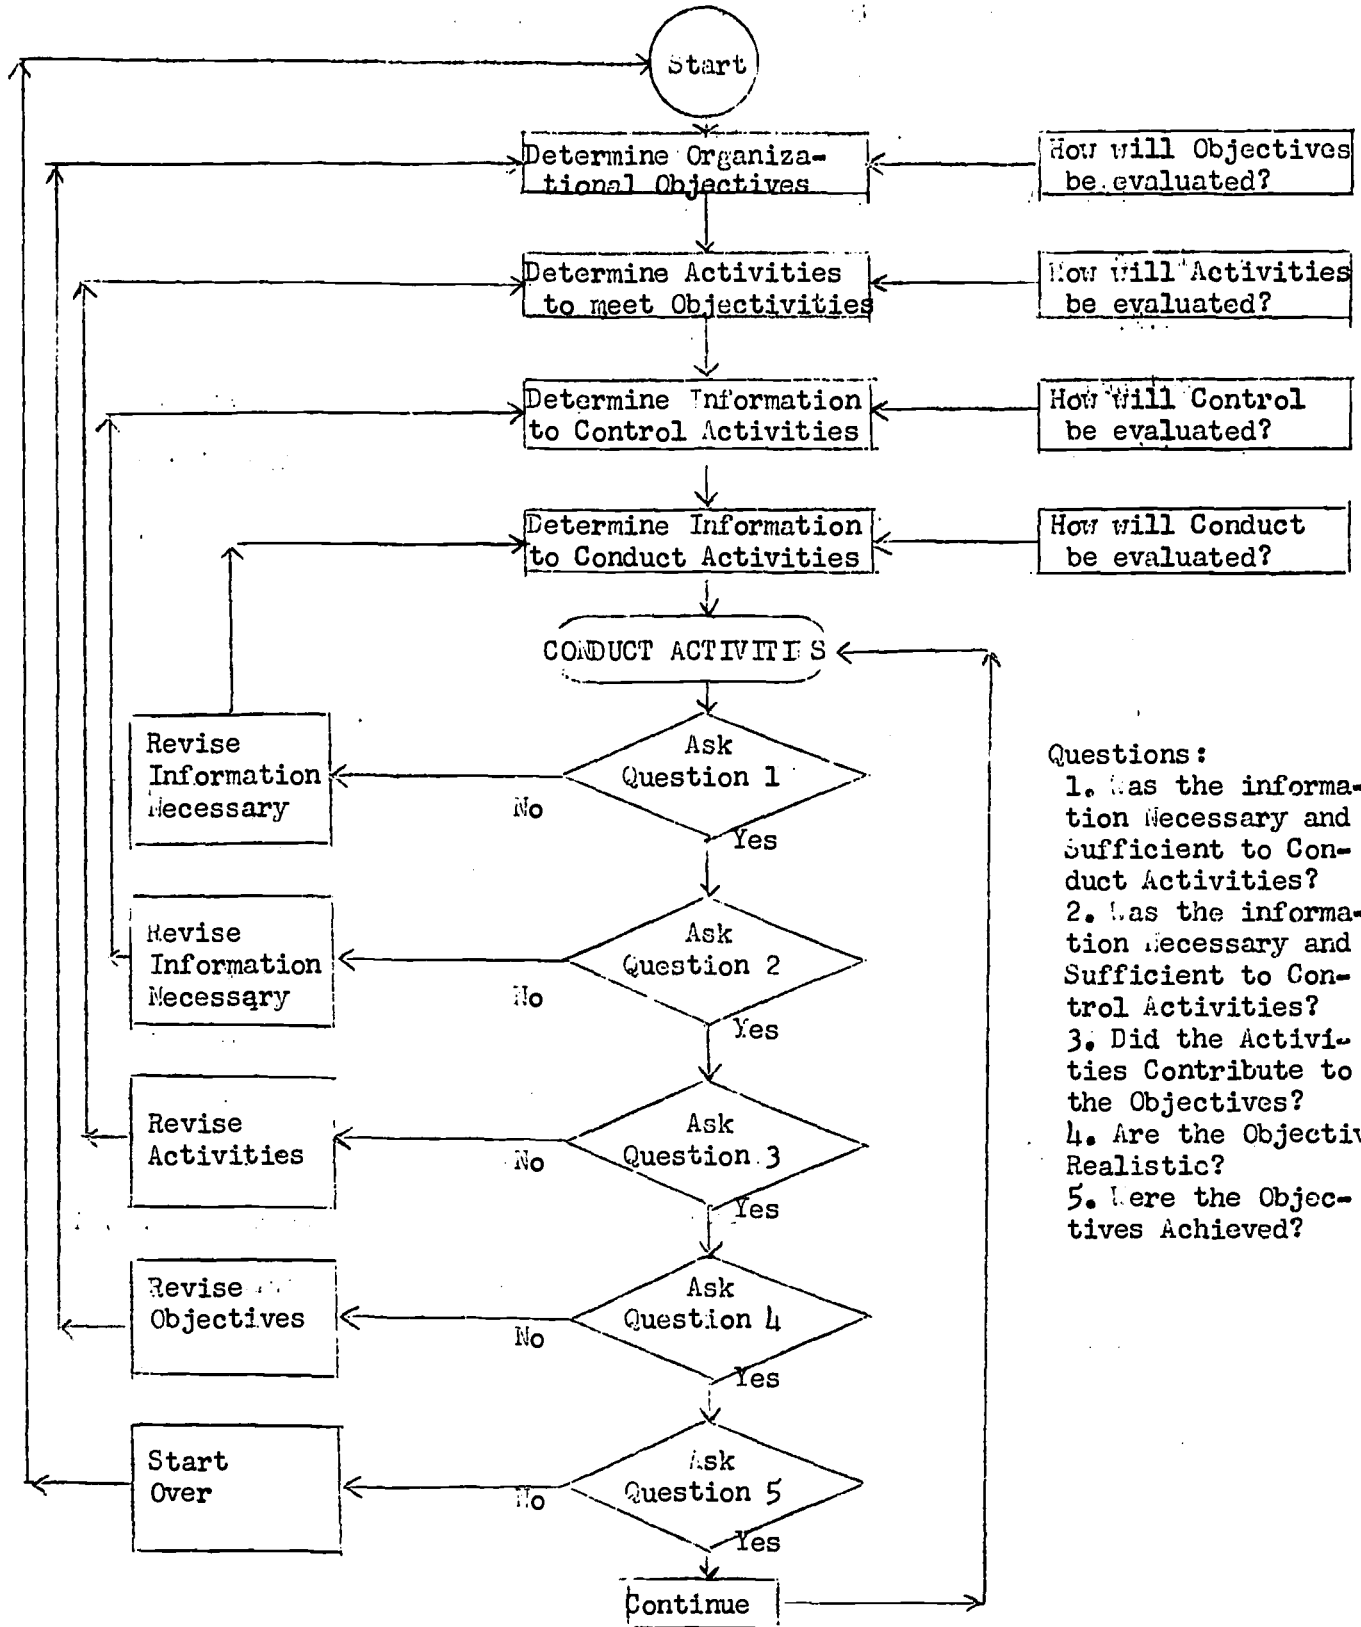 Start
Determine Organiza-
tional Objectives
How will Objectives
be evaluated?
Determine Activities
to meet Objectivities
How will Activities
be evaluated?
Determine Information
to Control Activities
How will Control
be evaluated?
Determine Information
to Conduct Activities
How will Conduct
be evaluated?
CONDUCT ACTIVITIES
Revise
Information
Necessary
Ask
Question 1
No
Yes
Revise
Information
Necessary
Ask
Question 2
No
Yes
Revise
Activities
Ask
Question 3
No
Yes
Revise
Objectives
Ask
Question 4
No
Yes
Start
Over
Ask
Question 5
No
Yes
Continue
Questions:
1. Was the informa-
tion Necessary and
Sufficient to Con-
duct Activities?
2. Was the informa-
tion Necessary and
Sufficient to Con-
trol Activities?
3. Did the Activi-
ties Contribute to
the Objectives?
4. Are the Objectiv
Realistic?
5. Were the Objec-
tives Achieved?